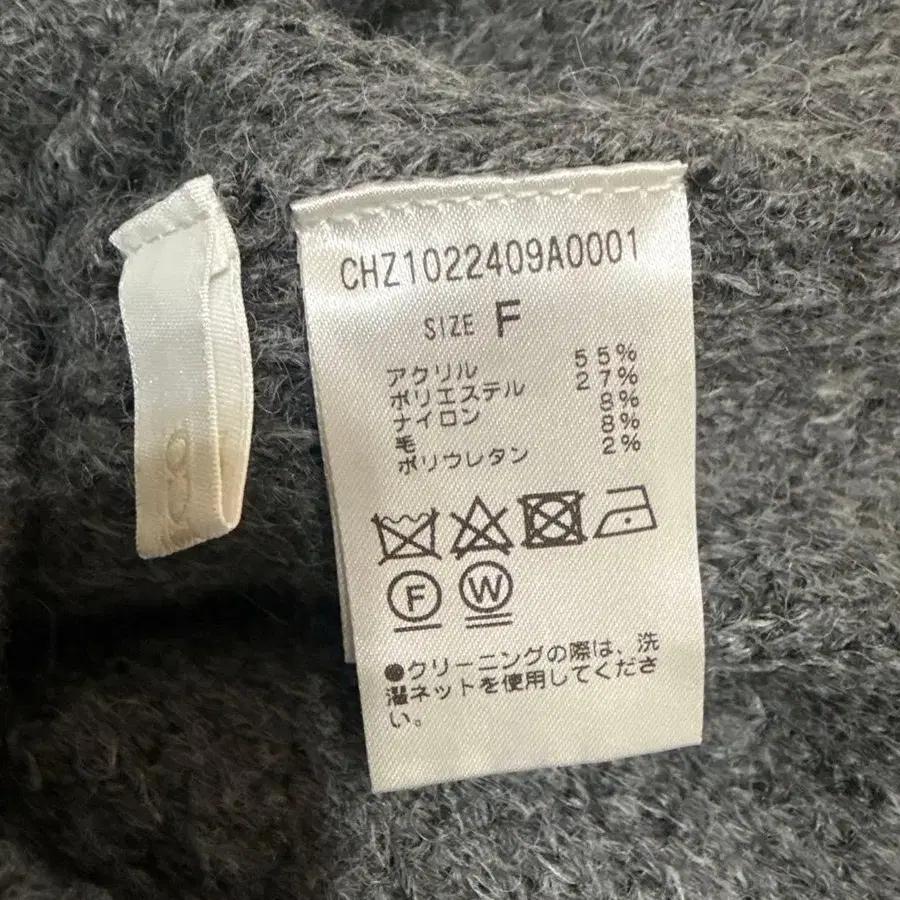 CHZ1022409A0001
SIZE F
アクリル 55%
ポリエステル 27%
ナイロン 8%
毛 8%
ポリウレタン 2%
F W
●クリーニングの際は、洗
濯ネットを使用してくださ
い。